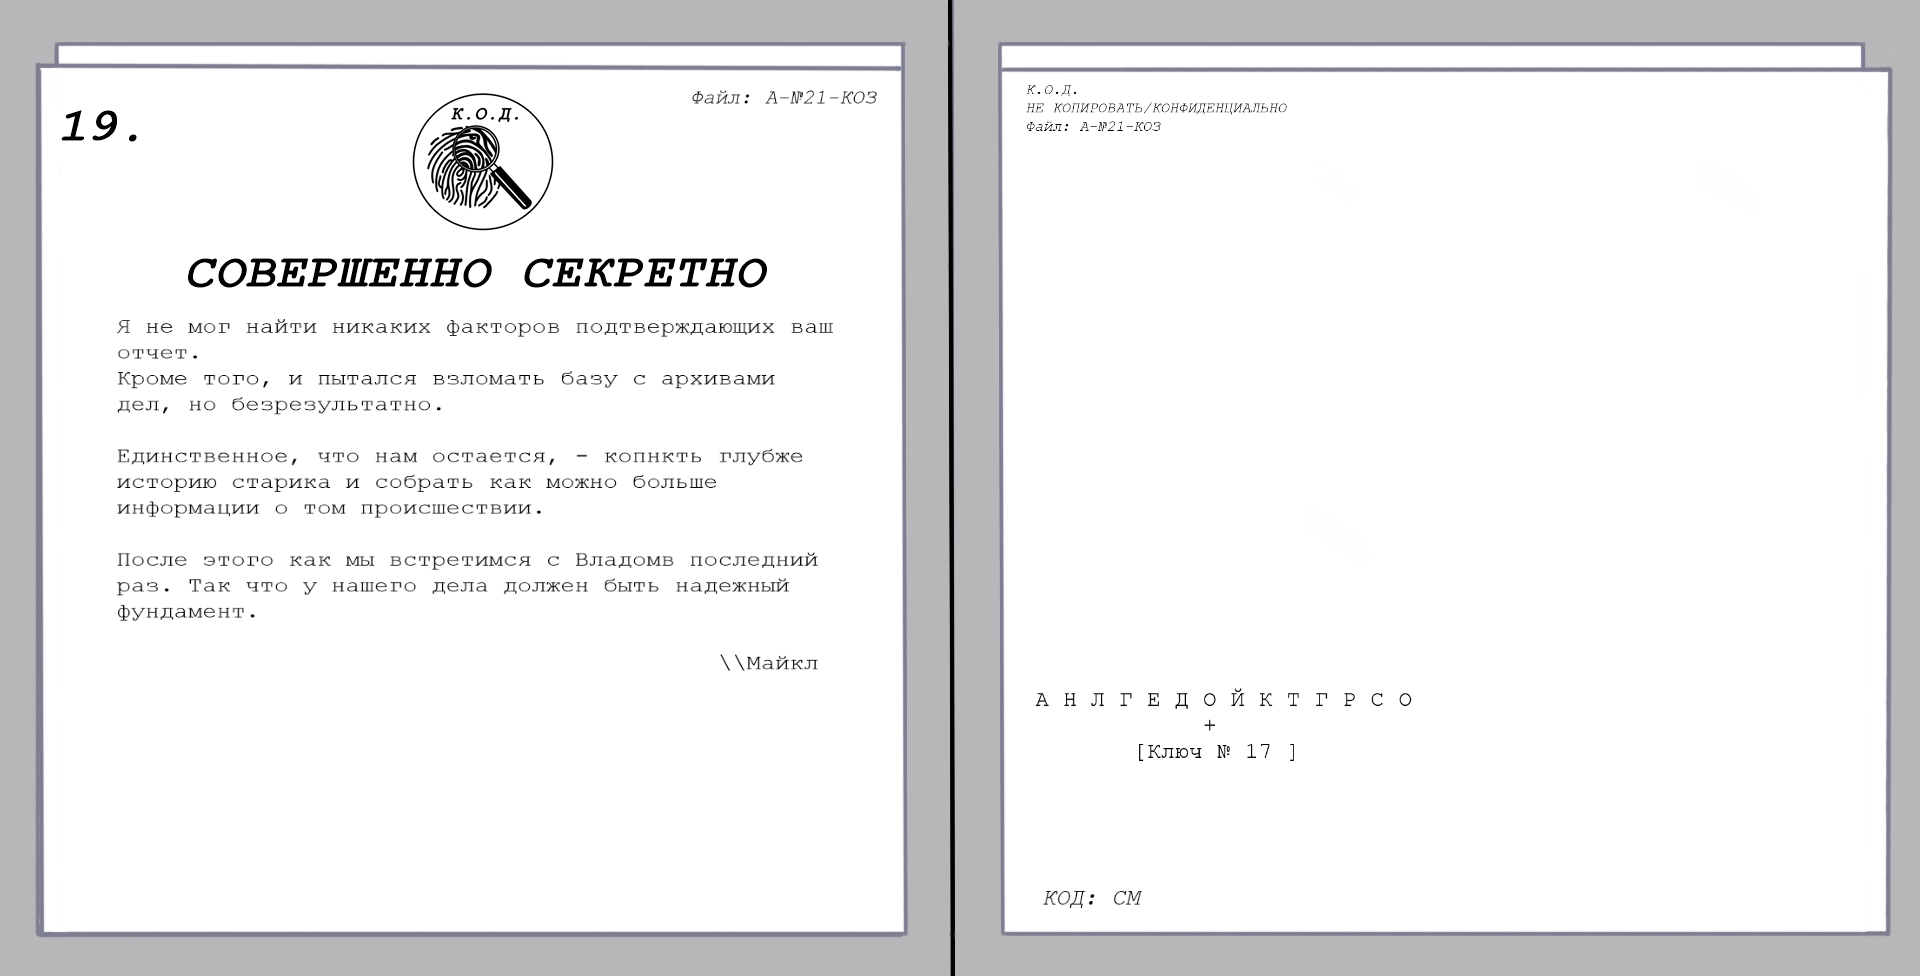 19.
К.О.Д.
Файл: А-№21-КОЗ
СОВЕРШЕННО СЕКРЕТНО
Я не мог найти никаких факторов подтверждающих ваш
отчет.
Кроме того, и пытался взломать базу с архивами
дел, но безрезультатно.
Единственное, что нам остается, - копнкть глубже
историю старика и собрать как можно больше
информации о том происшествии.
После этого как мы встретимся с Владомв последний
раз. Так что у нашего дела должен быть надежный
фундамент.
\\Майкл
К.О.Д.
НЕ КОПИРОВАТЬ/КОНФИДЕНЦИАЛЬНО
Файл: А-№21-КОЗ
А Н Л Г Е Д О Й К Т Г Р С О
+
[Ключ № 17 ]
КОД: СМ